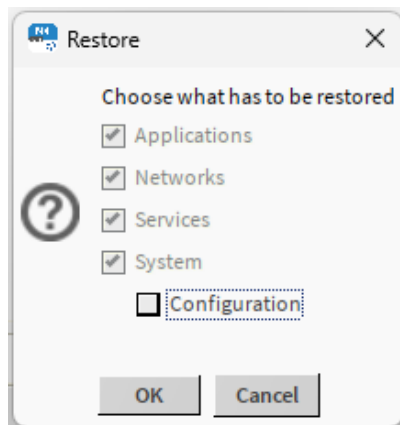 N4
Restore
Choose what has to be restored
Applications
Networks
Services
System
Configuration
OK
Cancel